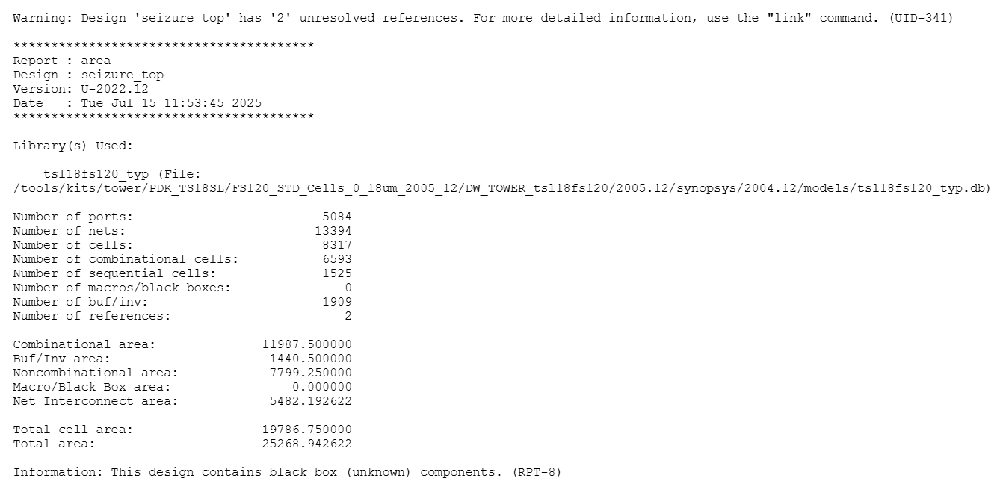 Warning: Design 'seizure_top' has '2' unresolved references. For more detailed information, use the "link" command. (UID-341)
****************************************
Report : area
Design : seizure_top
Version: U-2022.12
Date   : Tue Jul 15 11:53:45 2025
****************************************
Library(s) Used:
tsl18fs120_typ (File:
/tools/kits/tower/PDK_TS18SL/FS120_STD_Cells_0_18um_2005_12/DW_TOWER_tsl18fs120/2005.12/synopsys/2004.12/models/tsl18fs120_typ.db)
Number of ports: 5084
Number of nets: 13394
Number of cells: 8317
Number of combinational cells: 6593
Number of sequential cells: 1525
Number of macros/black boxes: 0
Number of buf/inv: 1909
Number of references: 2
Combinational area: 11987.500000
Buf/Inv area: 1440.500000
Noncombinational area: 7799.250000
Macro/Black Box area: 0.000000
Net Interconnect area: 5482.192622
Total cell area: 19786.750000
Total area: 25268.942622
Information: This design contains black box (unknown) components. (RPT-8)